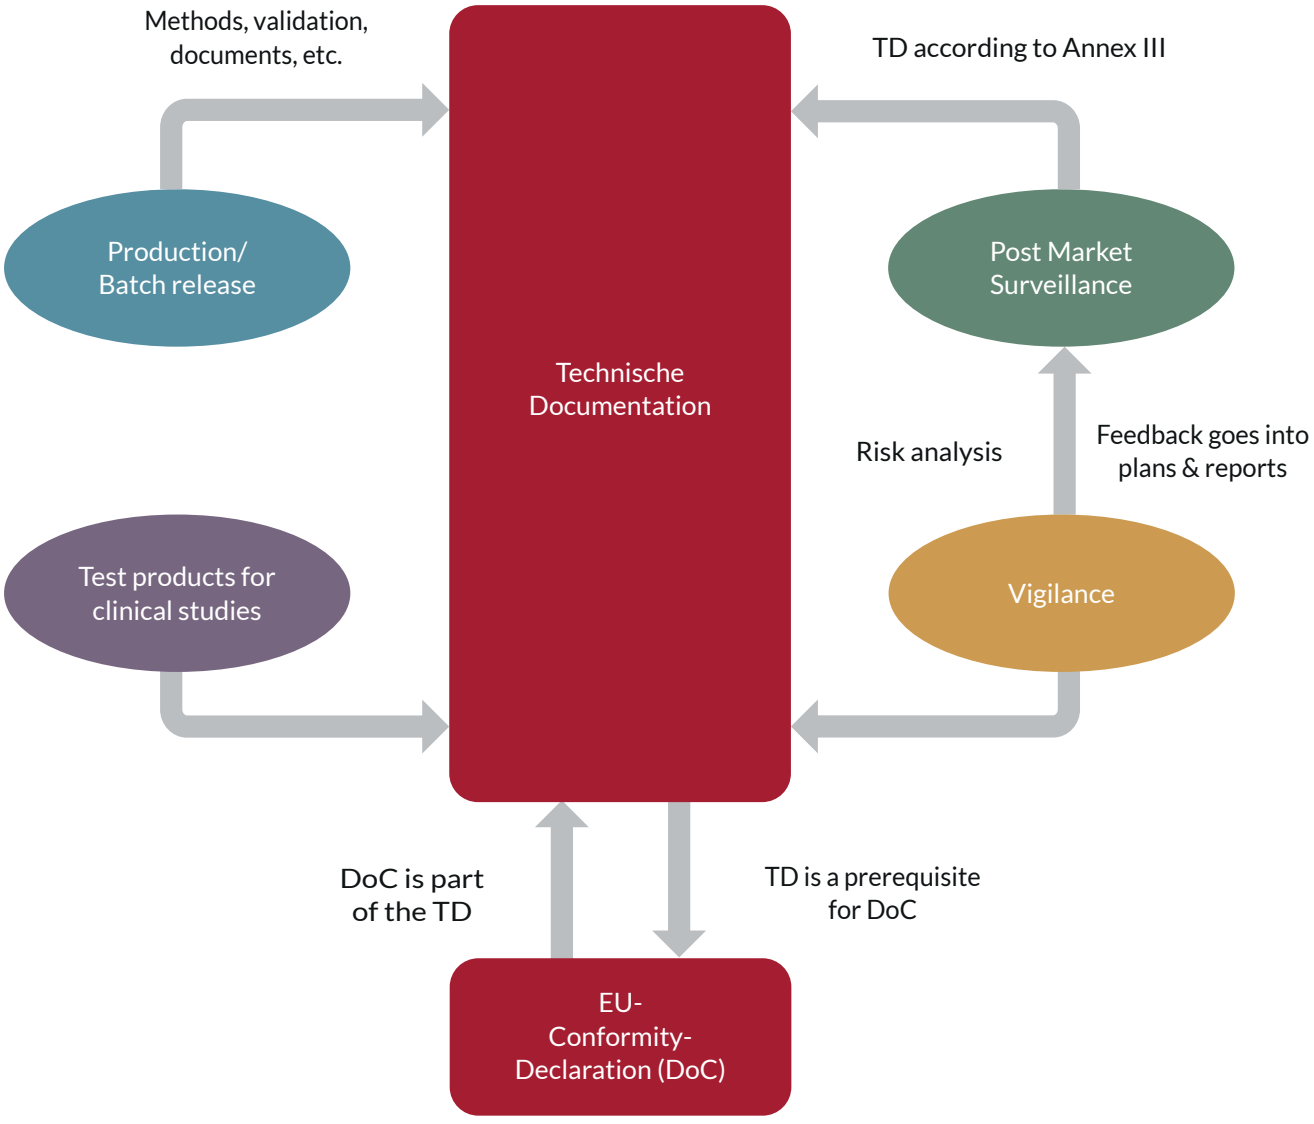 Methods, validation,
documents, etc.
TD according to Annex III
Production/
Batch release
Post Market
Surveillance
Technische
Documentation
Risk analysis
Feedback goes into
plans & reports
Test products for
clinical studies
Vigilance
DoC is part
of the TD
TD is a prerequisite
for DoC
EU-
Conformity-
Declaration (DoC)